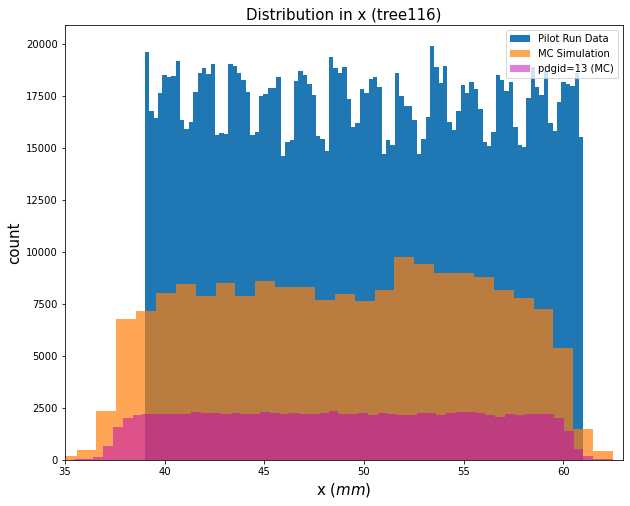 Distribution in x (tree116)
Pilot Run Data
MC Simulation
pdgid=13 (MC)
count
20000
17500
15000
12500
10000
7500
5000
2500
0
35 40 45 50 55 60
x (mm)